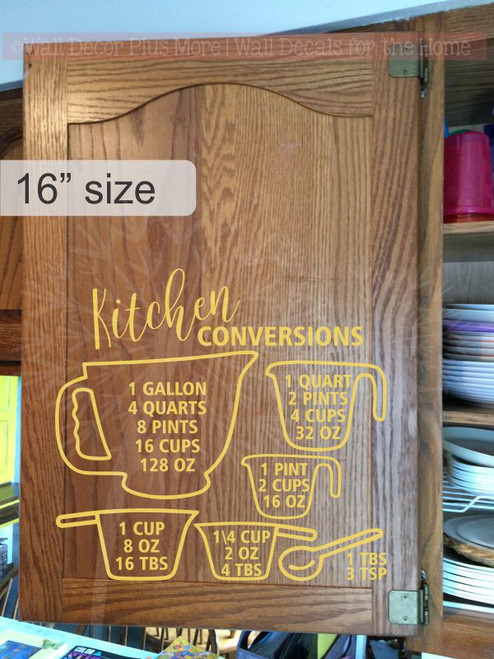 ©Wall Decor Plus More | Wall Decals for the Home
16” size
Kitchen
CONVERSIONS
1 GALLON
4 QUARTS
8 PINTS
16 CUPS
128 OZ
1 QUART
2 PINTS
4 CUPS
32 OZ
1 PINT
2 CUPS
16 OZ
1 CUP
8 OZ
16 TBS
1\4 CUP
2 OZ
4 TBS
1 TBS
3 TSP